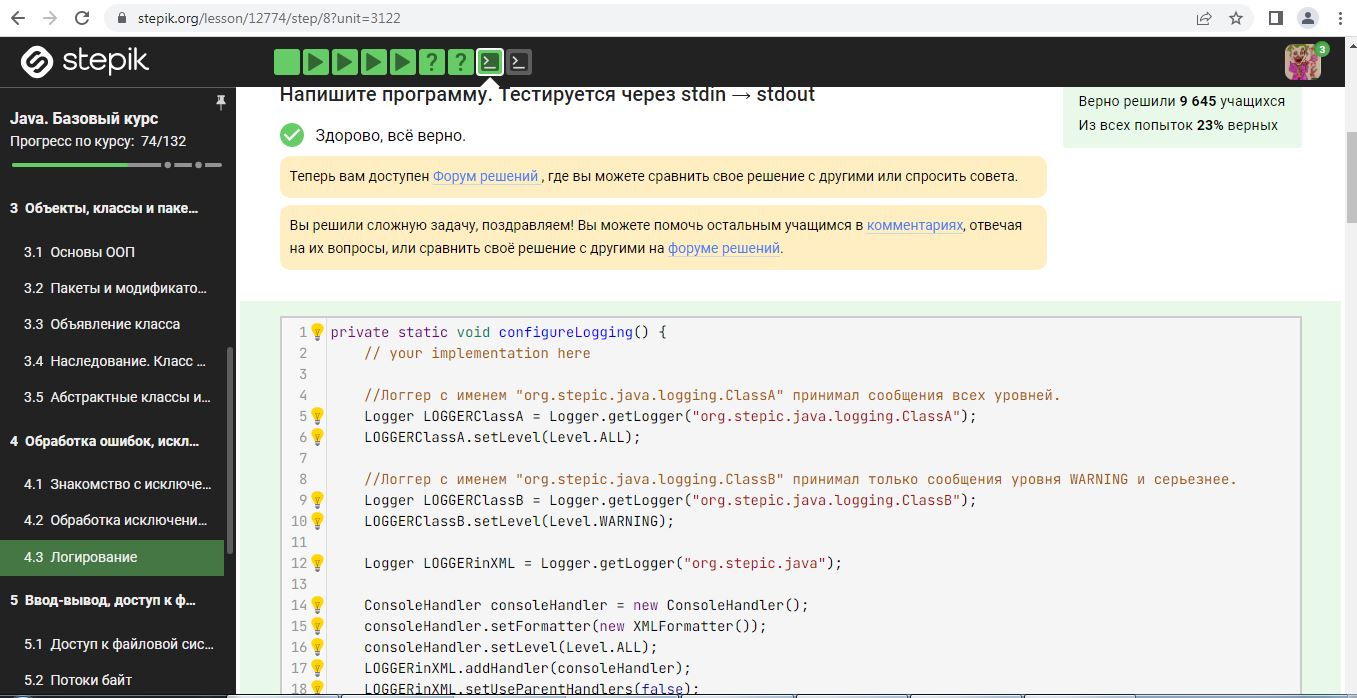 stepik.org/lesson/12774/step/8?unit=3122
stepik
3
Java. Базовый курс
Прогресс по курсу: 74/132
3 Объекты, классы и паке...
3.1 Основы ООП
3.2 Пакеты и модификато...
3.3 Объявление класса
3.4 Наследование. Класс ...
3.5 Абстрактные классы и...
4 Обработка ошибок, искл...
4.1 Знакомство с исключе...
4.2 Обработка исключени...
4.3 Логирование
5 Ввод-вывод, доступ к ф...
5.1 Доступ к файловой сис...
5.2 Потоки байт
Напишите программу. Тестируется через stdin → stdout
Здорово, всё верно.
Теперь вам доступен Форум решений , где вы можете сравнить свое решение с другими или спросить совета.
Вы решили сложную задачу, поздравляем! Вы можете помочь остальным учащимся в комментариях, отвечая
на их вопросы, или сравнить своё решение с другими на форуме решений.
Верно решили 9 645 учащихся
Из всех попыток 23% верных
1 private static void configureLogging() {
2 // your implementation here
3
4 //Логгер с именем "org.stepic.java.logging.ClassA" принимал сообщения всех уровней.
5 Logger LOGGERClassA = Logger.getLogger("org.stepic.java.logging.ClassA");
6 LOGGERClassA.setLevel(Level.ALL);
7
8 //Логгер с именем "org.stepic.java.logging.ClassB" принимал только сообщения уровня WARNING и серьезнее.
9 Logger LOGGERClassB = Logger.getLogger("org.stepic.java.logging.ClassB");
10 LOGGERClassB.setLevel(Level.WARNING);
11
12 Logger LOGGERinXML = Logger.getLogger("org.stepic.java");
13
14 ConsoleHandler consoleHandler = new ConsoleHandler();
15 consoleHandler.setFormatter(new XMLFormatter());
16 consoleHandler.setLevel(Level.ALL);
17 LOGGERinXML.addHandler(consoleHandler);
18 LOGGERinXML.setUseParentHandlers(false);